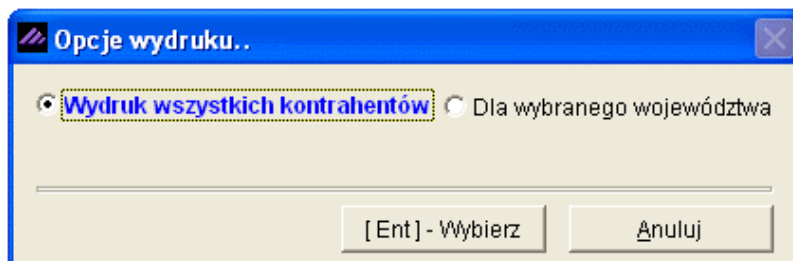 Opcje wydruku..
Wydruk wszystkich kontrahentów Dla wybranego województwa
[ Ent ] - Wybierz Anuluj